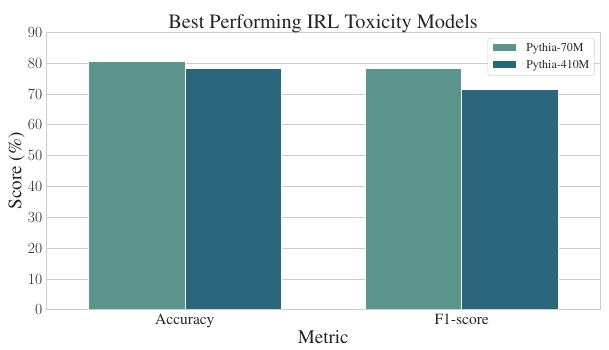 Best Performing IRL Toxicity Models
Pythia-70M
Pythia-410M
Score (%)
90
80
70
60
50
40
30
20
10
0
Accuracy
F1-score
Metric